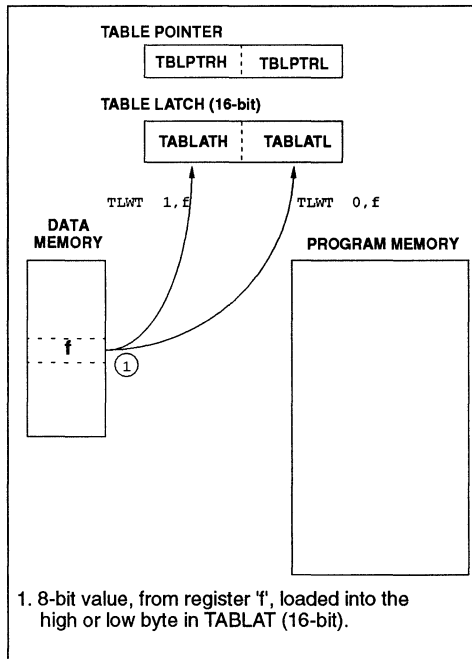 TABLE POINTER
TBLPTRH TBLPTRL
TABLE LATCH (16-bit)
TABLATH TABLATL
TLWT 1,f TLWT 0,f
DATA
MEMORY
PROGRAM MEMORY
f
1
1. 8-bit value, from register 'f', loaded into the
high or low byte in TABLAT (16-bit).